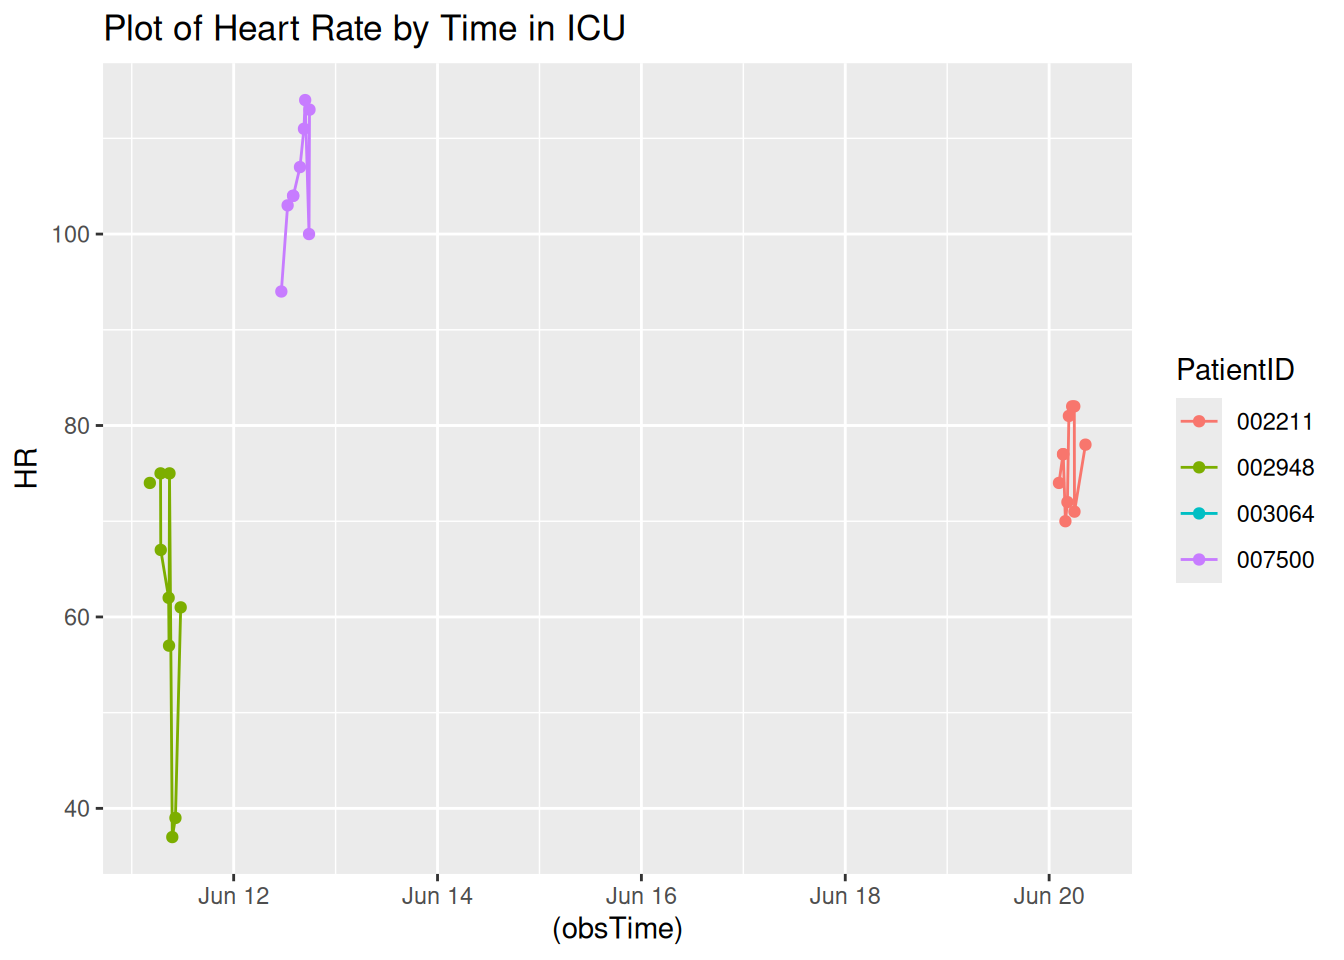 Plot of Heart Rate by Time in ICU
HR
100
80
60
40
Jun 12 Jun 14 Jun 16 Jun 18 Jun 20
(obsTime)
PatientID
002211
002948
003064
007500